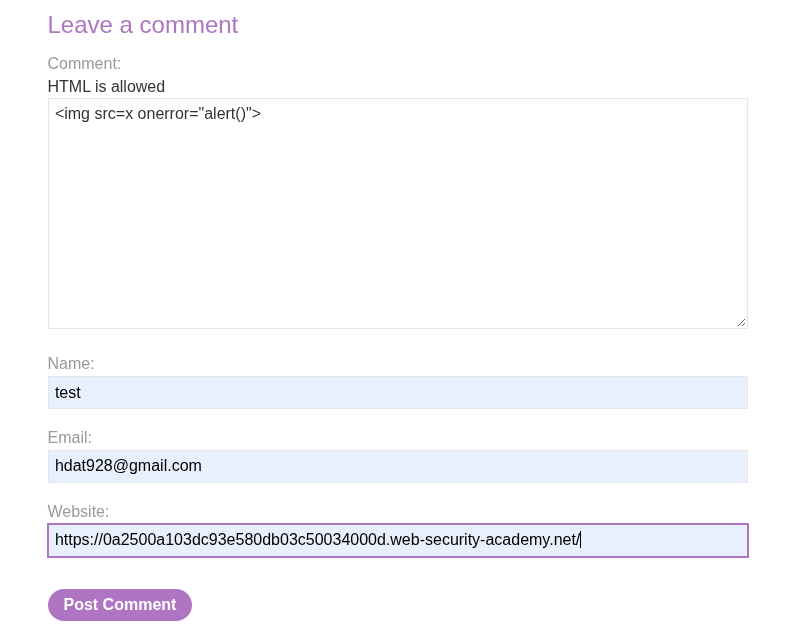 Leave a comment
Comment:
HTML is allowed
<img src=x onerror="alert()">
Name:
test
Email:
hdat928@gmail.com
Website:
https://0a2500a103dc93e580db03c50034000d.web-security-academy.net/
Post Comment